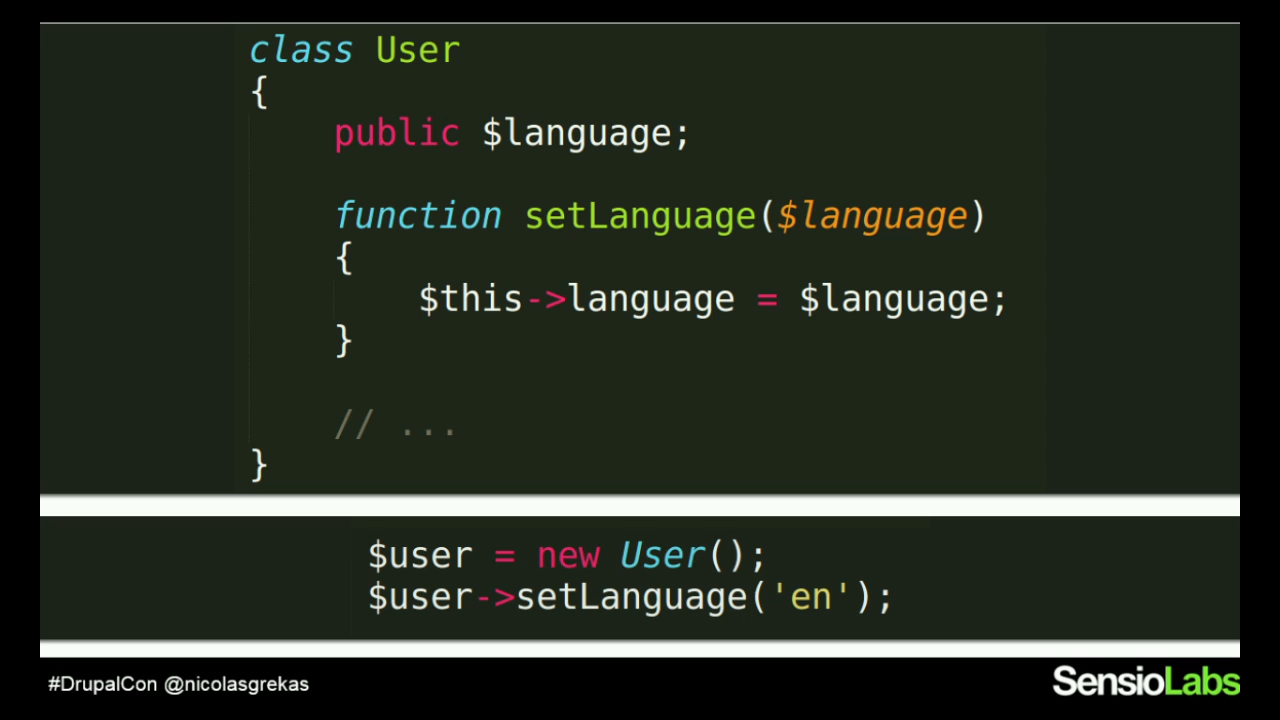 class User
{
    public $language;

    function setLanguage($language)
    {
        $this->language = $language;
    }

    // ...
}
$user = new User();
$user->setLanguage('en');
#DrupalCon @nicolasgrekas
SensioLabs